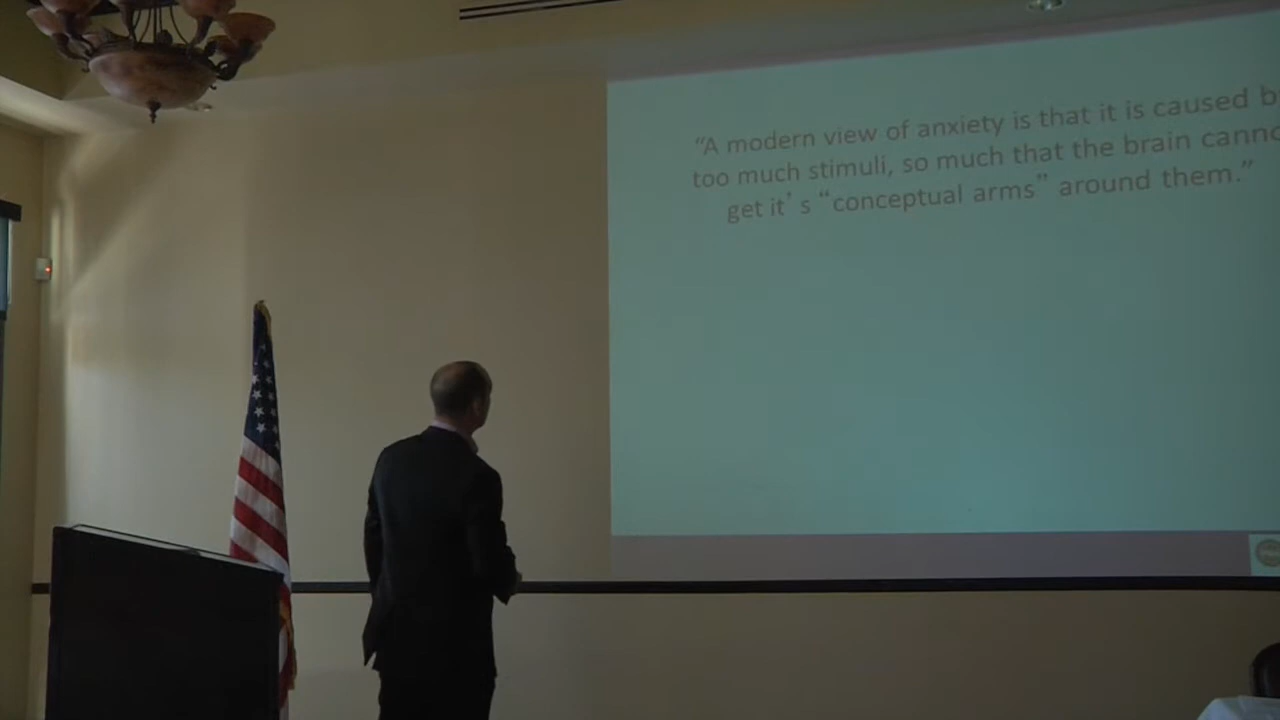 “A modern view of anxiety is that it is caused b
too much stimuli, so much that the brain canno
get it’ s “conceptual arms” around them.”